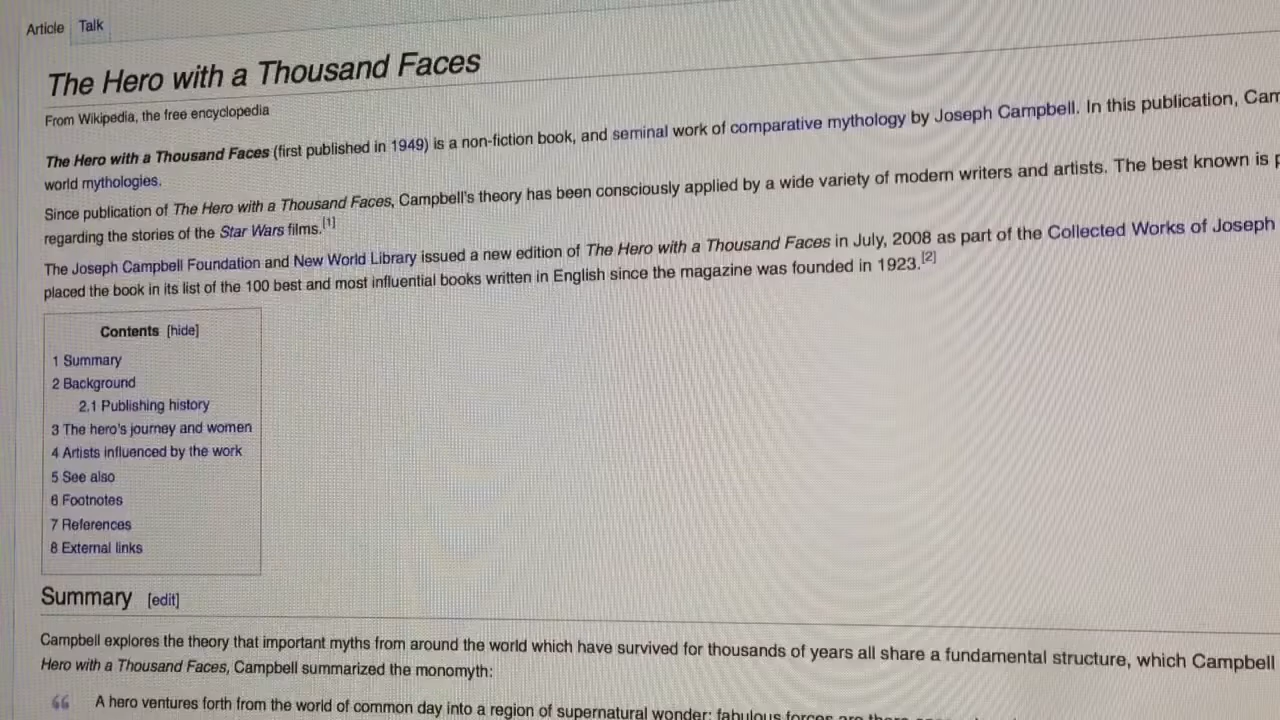 Article Talk
The Hero with a Thousand Faces
From Wikipedia, the free encyclopedia
The Hero with a Thousand Faces (first published in 1949) is a non-fiction book, and seminal work of comparative mythology by Joseph Campbell. In this publication,
world mythologies.
Since publication of The Hero with a Thousand Faces, Campbell's theory has been consciously applied by a wide variety of modern writers and artists. The best known is
regarding the stories of the Star Wars films.[1]
The Joseph Campbell Foundation and New World Library issued a new edition of The Hero with a Thousand Faces in July, 2008 as part of the Collected Works of Joseph
placed the book in its list of the 100 best and most influential books written in English since the magazine was founded in 1923.[2]
Contents [hide]
1 Summary
2 Background
2.1 Publishing history
3 The hero's journey and women
4 Artists influenced by the work
5 See also
6 Footnotes
7 References
8 External links
Summary [edit]
Campbell explores the theory that important myths from around the world which have survived for thousands of years all share a fundamental structure, which Campbell
Hero with a Thousand Faces, Campbell summarized the monomyth:
“ A hero ventures forth from the world of common day into a region of supernatural wonder: fabulous forces are